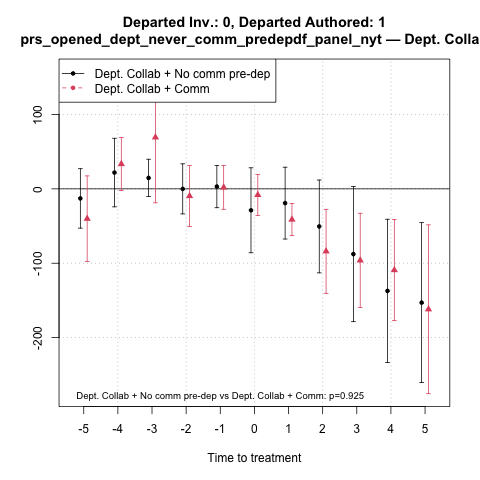 Departed Inv.: 0, Departed Authored: 1
prs_opened_dept_never_comm_predepdf_panel_nyt — Dept. Colla
Dept. Collab + No comm pre-dep
Dept. Collab + Comm
100
0
-100
-200
Dept. Collab + No comm pre-dep vs Dept. Collab + Comm: p=0.925
-5 -4 -3 -2 -1 0 1 2 3 4 5
Time to treatment